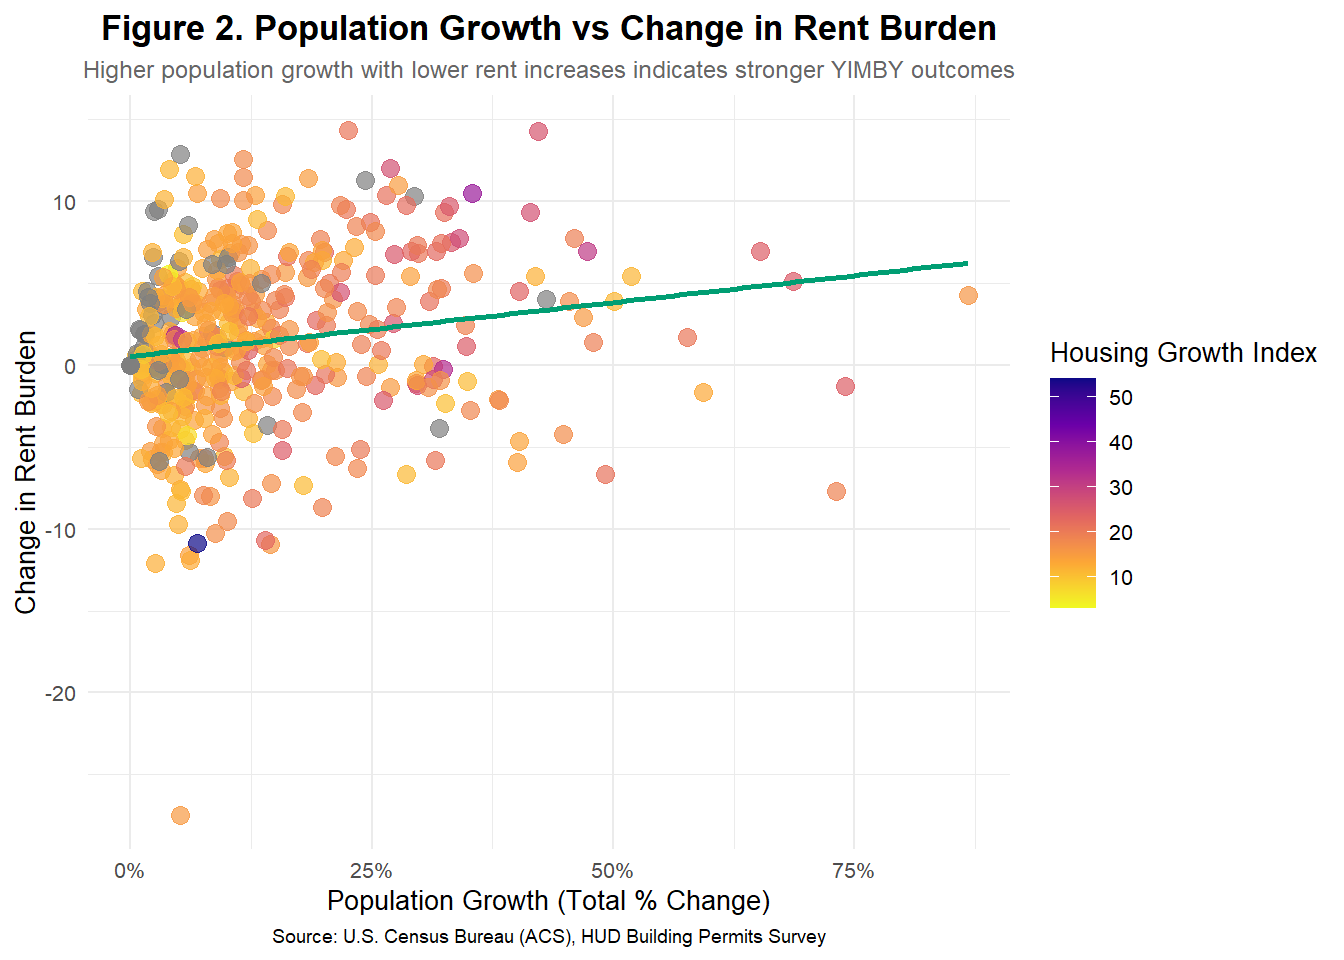 Figure 2. Population Growth vs Change in Rent Burden
Higher population growth with lower rent increases indicates stronger YIMBY outcomes
Change in Rent Burden
10
0
-10
-20
0%
25%
50%
75%
Population Growth (Total % Change)
Source: U.S. Census Bureau (ACS), HUD Building Permits Survey
Housing Growth Index
50
40
30
20
10